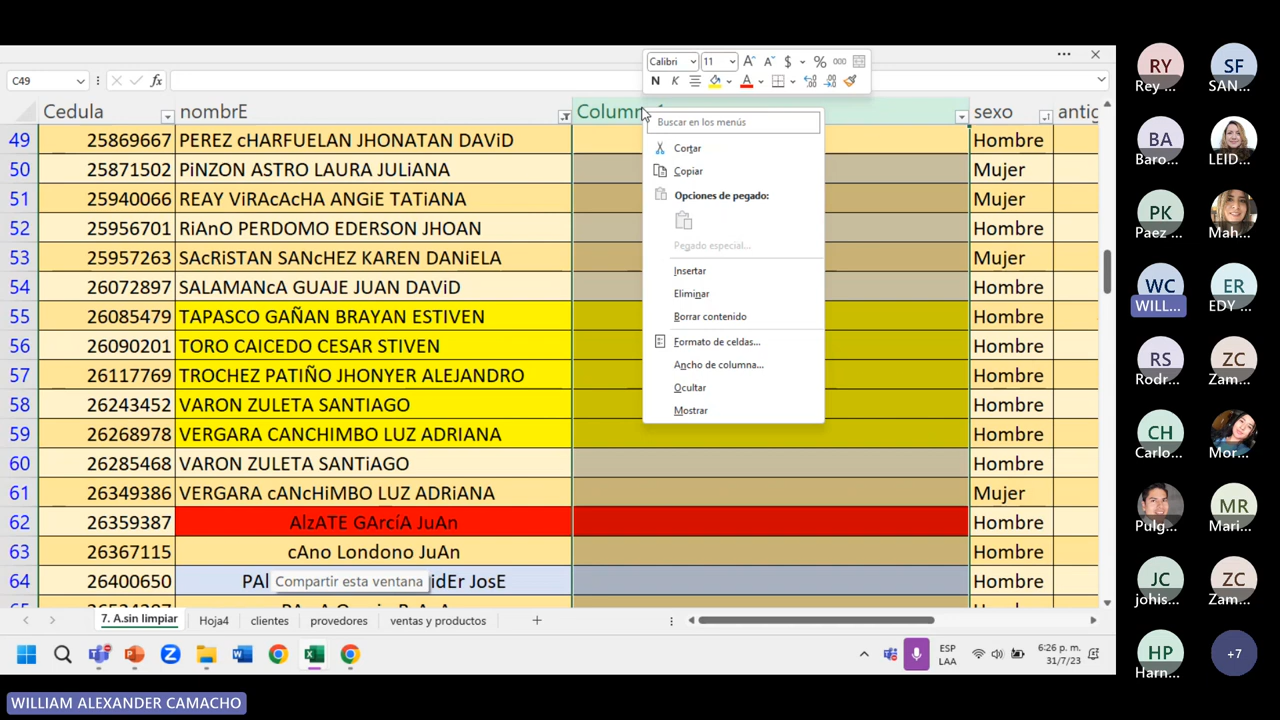 Calibri 11 $ % 000
N K A
C49 fx
Cedula nombrE Column sexo antig
49 25869667 PEREZ cHARFUELAN JHONATAN DAViD Hombre
50 25871502 PiNZON ASTRO LAURA JULiANA Mujer
51 25940066 REAY ViRAcAcHA ANGiE TATiANA Mujer
52 25956701 RiAnO PERDOMO EDERSON JHOAN Hombre
53 25957263 SAcRiSTAN SANcHEZ KAREN DANiELA Mujer
54 26072897 SALAMANcA GUAJE JUAN DAViD Hombre
55 26085479 TAPASCO GAÑAN BRAYAN ESTIVEN Hombre
56 26090201 TORO CAICEDO CESAR STIVEN Hombre
57 26117769 TROCHEZ PATIÑO JHONYER ALEJANDRO Hombre
58 26243452 VARON ZULETA SANTIAGO Hombre
59 26268978 VERGARA CANCHIMBO LUZ ADRIANA Hombre
60 26285468 VARON ZULETA SANTiAGO Hombre
61 26349386 VERGARA cANcHiMBO LUZ ADRiANA Mujer
62 26359387 AlzATE GArcíA JuAn Hombre
63 26367115 cAno Londono JuAn Hombre
64 26400650 PAl idEr JosE Hombre
Compartir esta ventana
Buscar en los menús
Cortar
Copiar
Opciones de pegado:
Pegado especial...
Insertar
Eliminar
Borrar contenido
Formato de celdas...
Ancho de columna...
Ocultar
Mostrar
7. A.sin limpiar Hoja4 clientes provedores ventas y productos
ESP
LAA
6:26 p. m.
31/7/23
WILLIAM ALEXANDER CAMACHO
RY SF
Rey ... SAN...
BA
Baro... LEID...
PK
Paez ... Mah...
WC ER
WILL... EDY ...
RS ZC
Rodr... Zam...
CH
Carlo... Mor...
MR
Pulg... Mari...
JC ZC
johis... Zam...
HP +7
Harn...